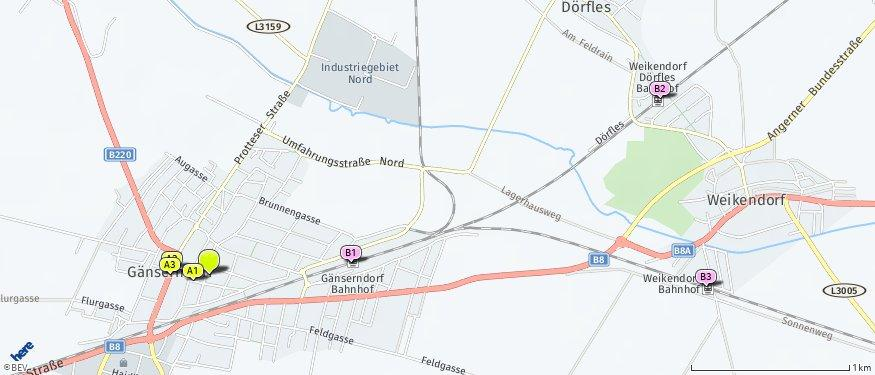 Dörfles
L3159
Am Feldrain
Industriegebiet
Nord
Weikendorf
Dörfles
Bahnhof
B2
Angerner Bundesstraße
Protteser Straße
Dörfles
Umfahrungsstraße Nord
B220
Augasse
Lagerhausweg
Weikendorf
Brunnengasse
B8A
B8
B1
A3
A1
Gänserndorf
Gänserndorf
Bahnhof
B3
Weikendorf
Bahnhof
L3005
Flurgasse
Flurgasse
Sonnenweg
Feldgasse
B8
Feldgasse
here
Straße
© BEV
1 km